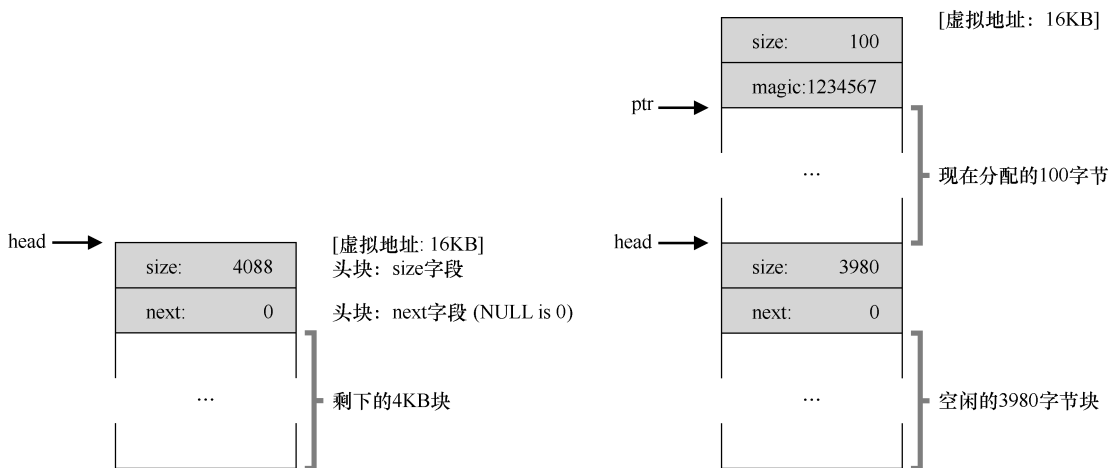 head
[虚拟地址: 16KB]
size: 4088
头块：size字段
next: 0
头块：next字段 (NULL is 0)
...
剩下的4KB块
[虚拟地址：16KB]
size: 100
magic:1234567
ptr
...
现在分配的100字节
head
size: 3980
next: 0
...
空闲的3980字节块